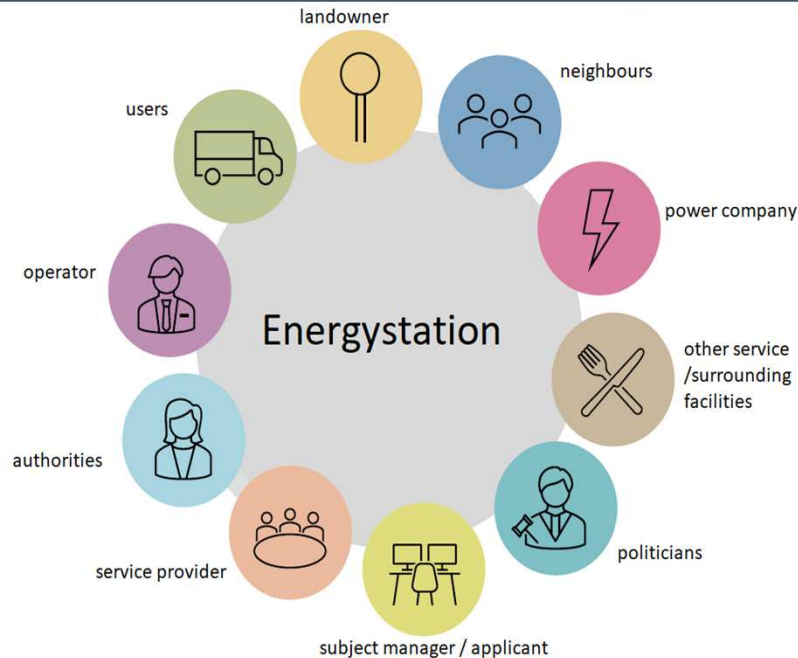 landowner
neighbours
users
power company
operator
Energystation
other service
/surrounding
facilities
authorities
politicians
service provider
subject manager / applicant